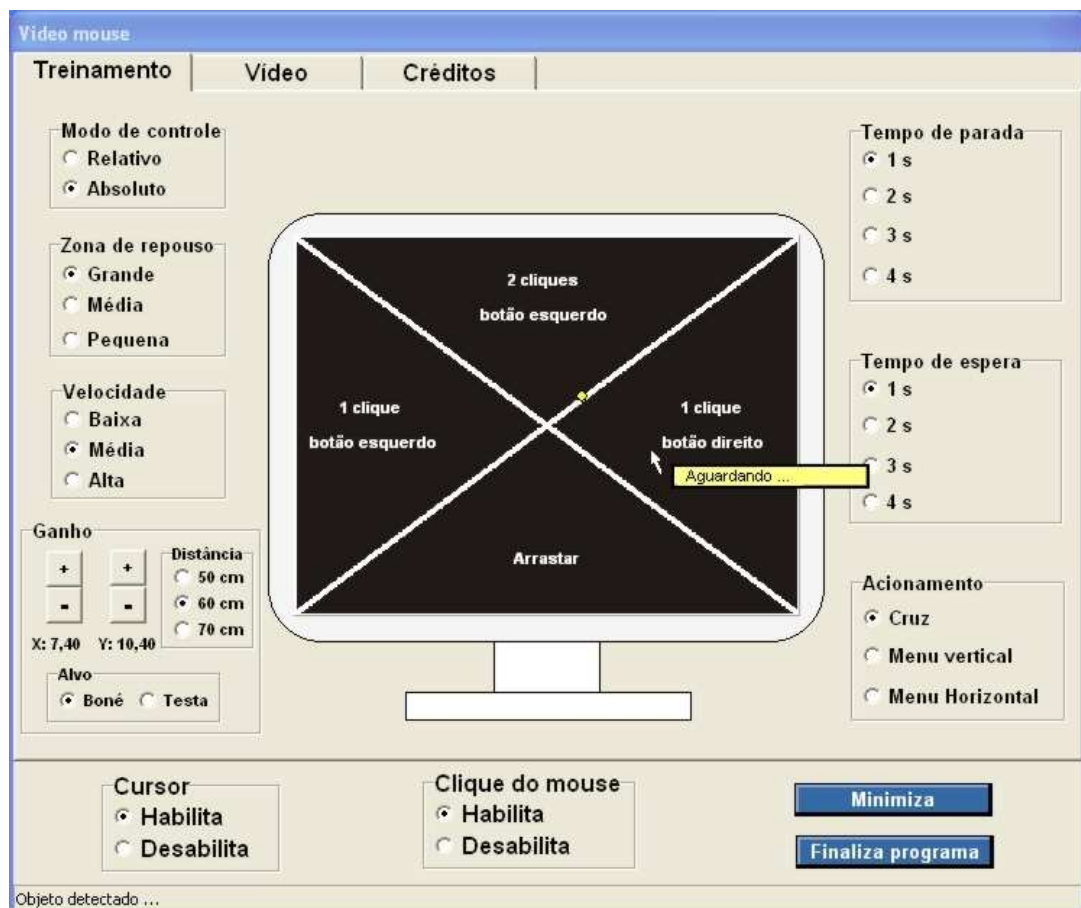 Video mouse
Treinamento Vídeo Créditos
Modo de controle
Relativo
Absoluto
Zona de repouso
Grande
Média
Pequena
Velocidade
Baixa
Média
Alta
Ganho
+ +
- -
X: 7,40 Y: 10,40
Distância
50 cm
60 cm
70 cm
Alvo
Boné Testa
2 cliques
botão esquerdo
1 clique
botão esquerdo
1 clique
botão direito
Aguardando ...
Arrastar
Tempo de parada
1 s
2 s
3 s
4 s
Tempo de espera
1 s
2 s
3 s
4 s
Acionamento
Cruz
Menu vertical
Menu Horizontal
Cursor
Habilita
Desabilita
Clique do mouse
Habilita
Desabilita
Minimiza
Finaliza programa
Objeto detectado ...